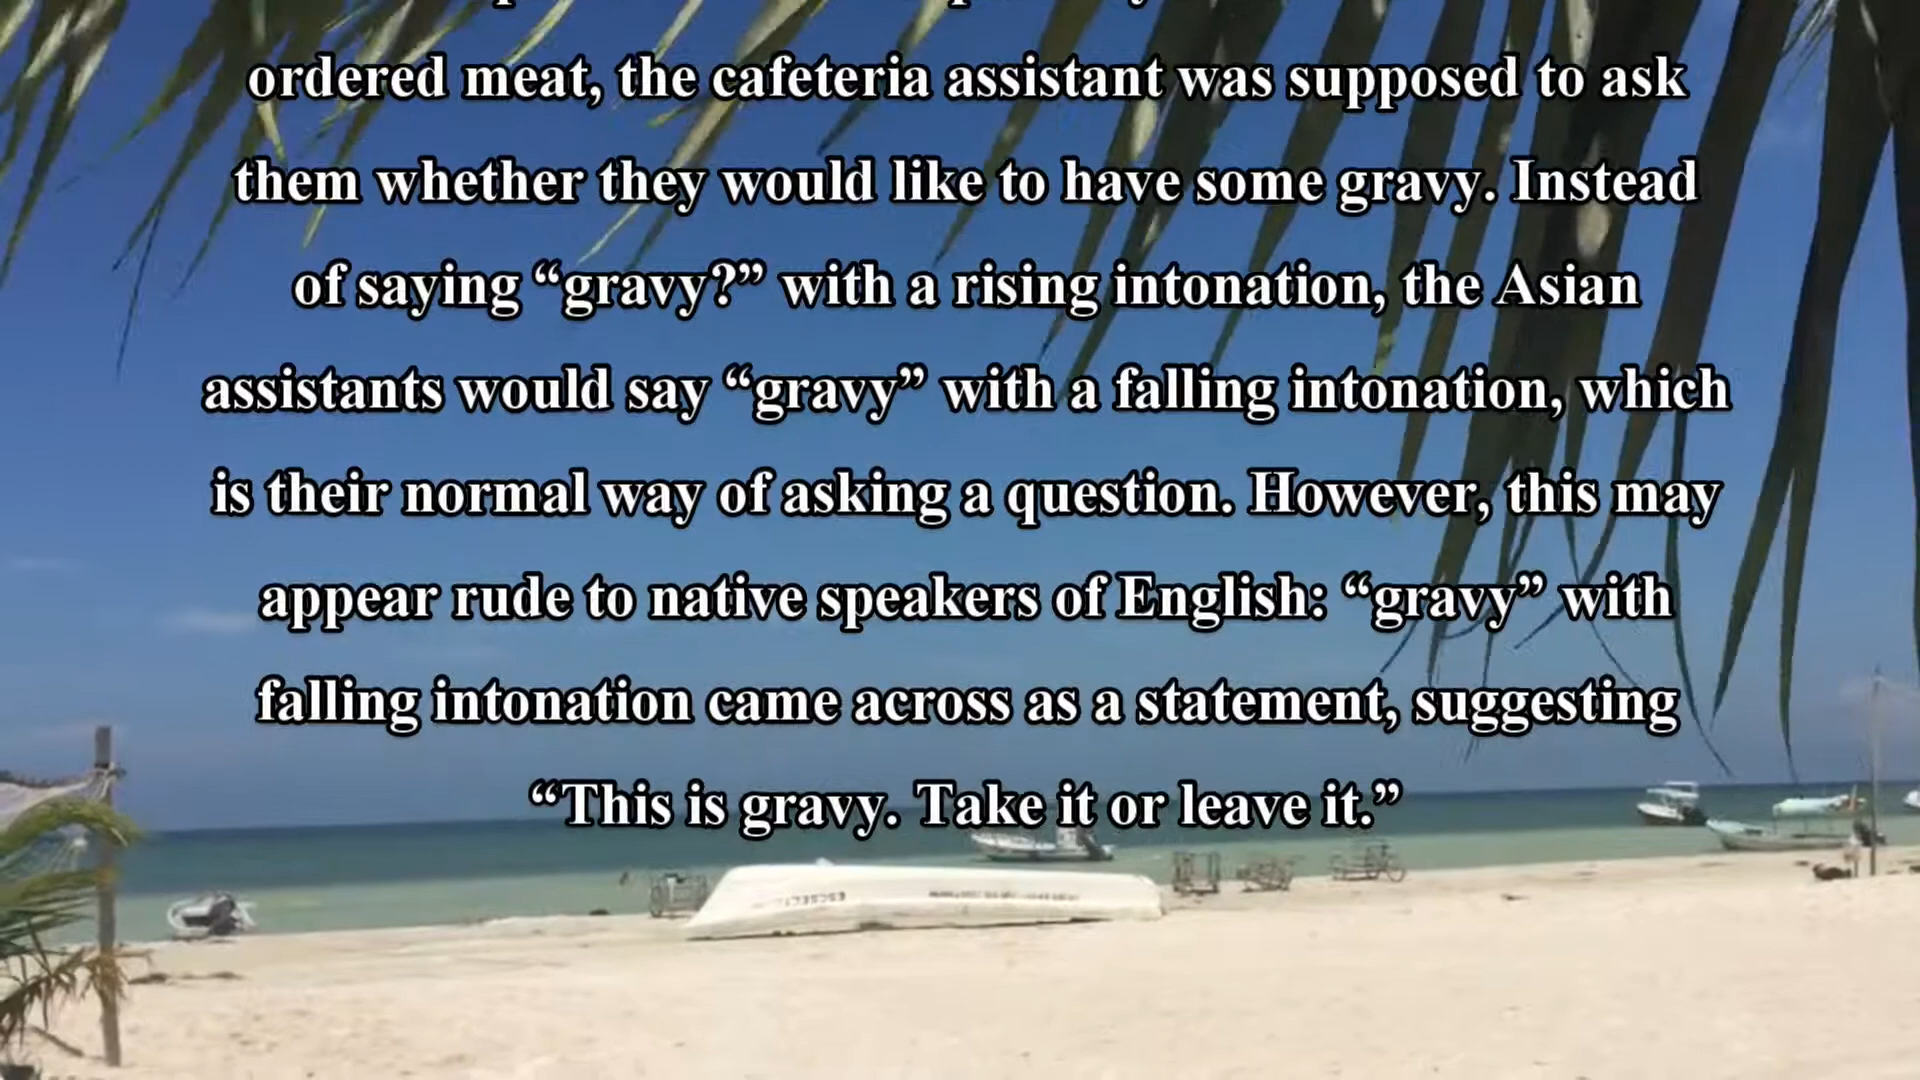 ordered meat, the cafeteria assistant was supposed to ask
them whether they would like to have some gravy. Instead
of saying “gravy?” with a rising intonation, the Asian
assistants would say “gravy” with a falling intonation, which
is their normal way of asking a question. However, this may
appear rude to native speakers of English: “gravy” with
falling intonation came across as a statement, suggesting
“This is gravy. Take it or leave it.”